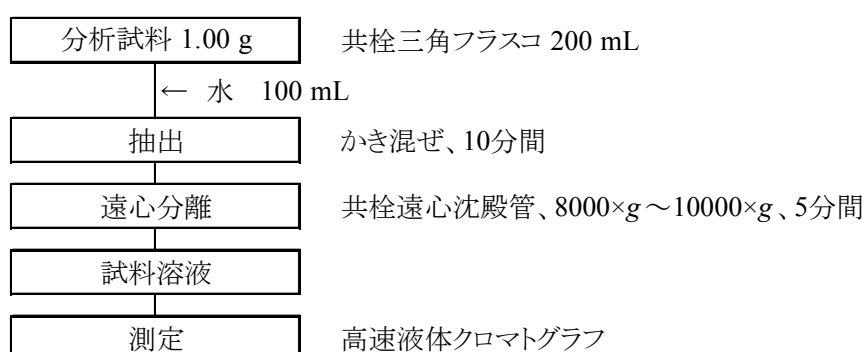 分析試料 1.00 g 共栓三角フラスコ 200 mL
← 水 100 mL
抽出 かき混ぜ、10分間
遠心分離 共栓遠心沈殿管、8000×g～10000×g、5分間
試料溶液
測定 高速液体クロマトグラフ